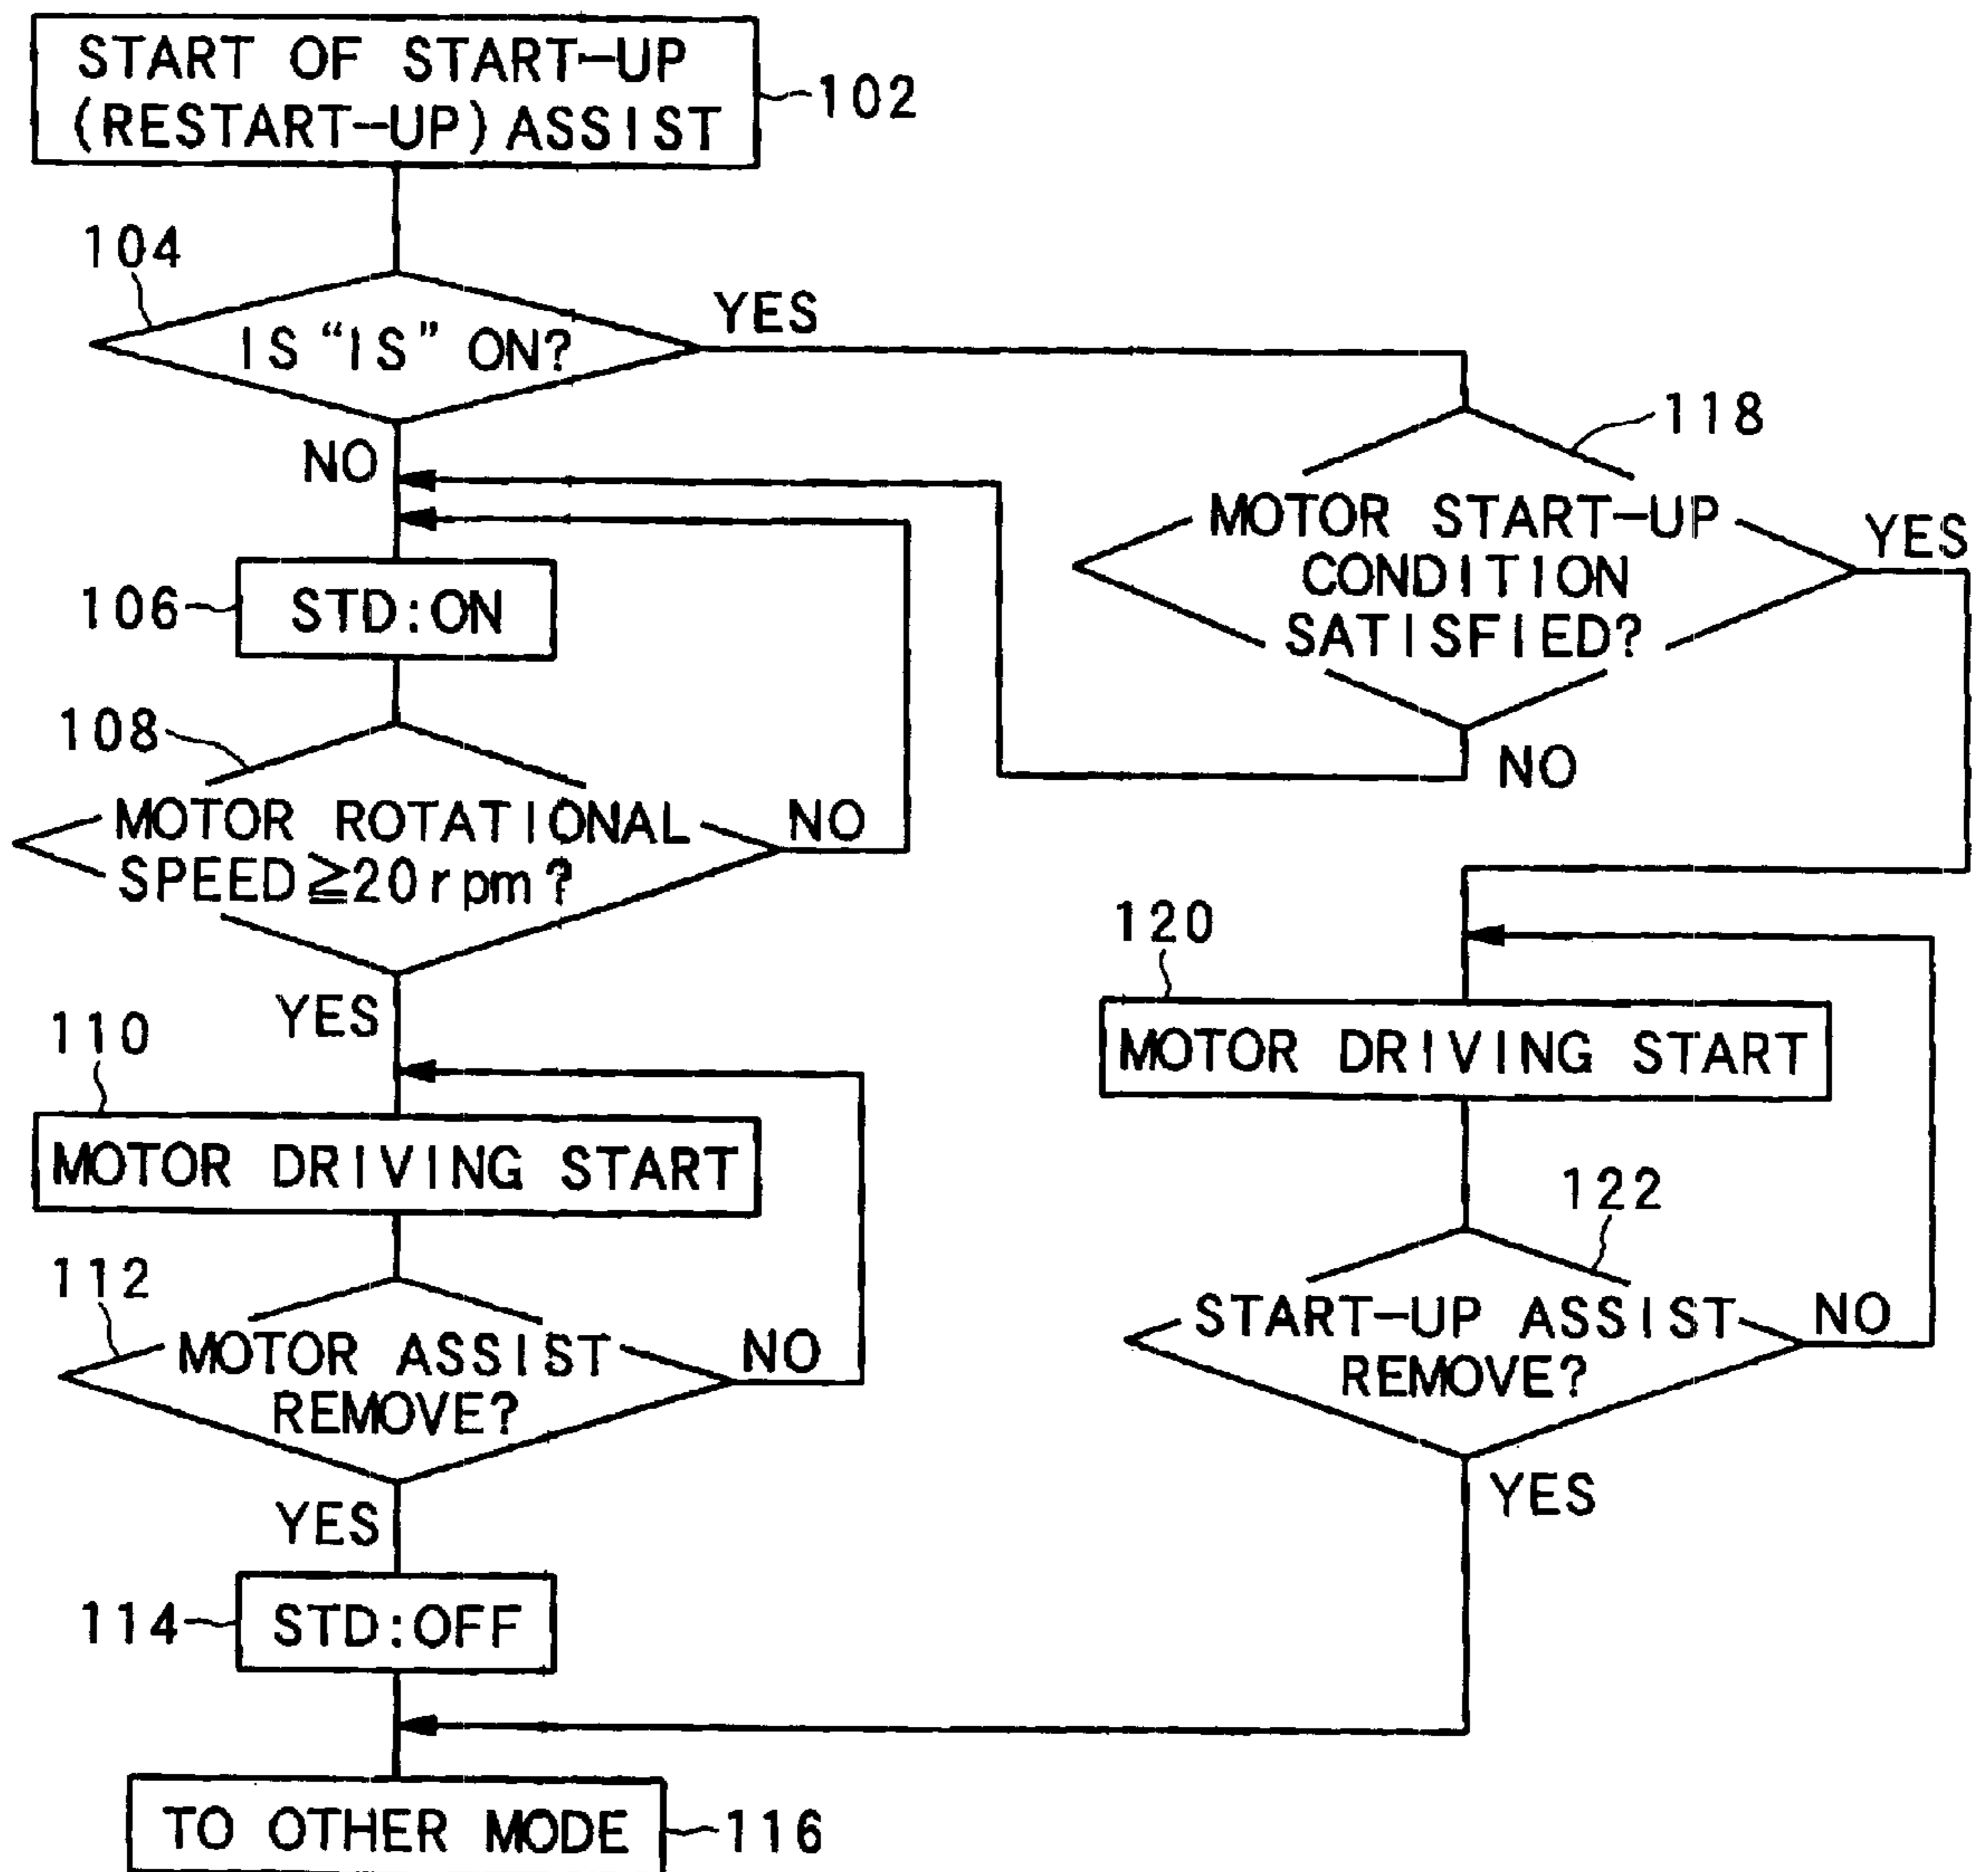 START OF START-UP
(RESTART-UP) ASSIST
102
104
IS "IS" ON?
YES
NO
118
MOTOR START-UP
CONDITION
SATISFIED?
YES
NO
106
STD:ON
108
MOTOR ROTATIONAL
SPEED≧20rpm?
NO
YES
110
MOTOR DRIVING START
120
MOTOR DRIVING START
112
MOTOR ASSIST
REMOVE?
NO
YES
122
START-UP ASSIST
REMOVE?
NO
YES
114
STD:OFF
TO OTHER MODE
116